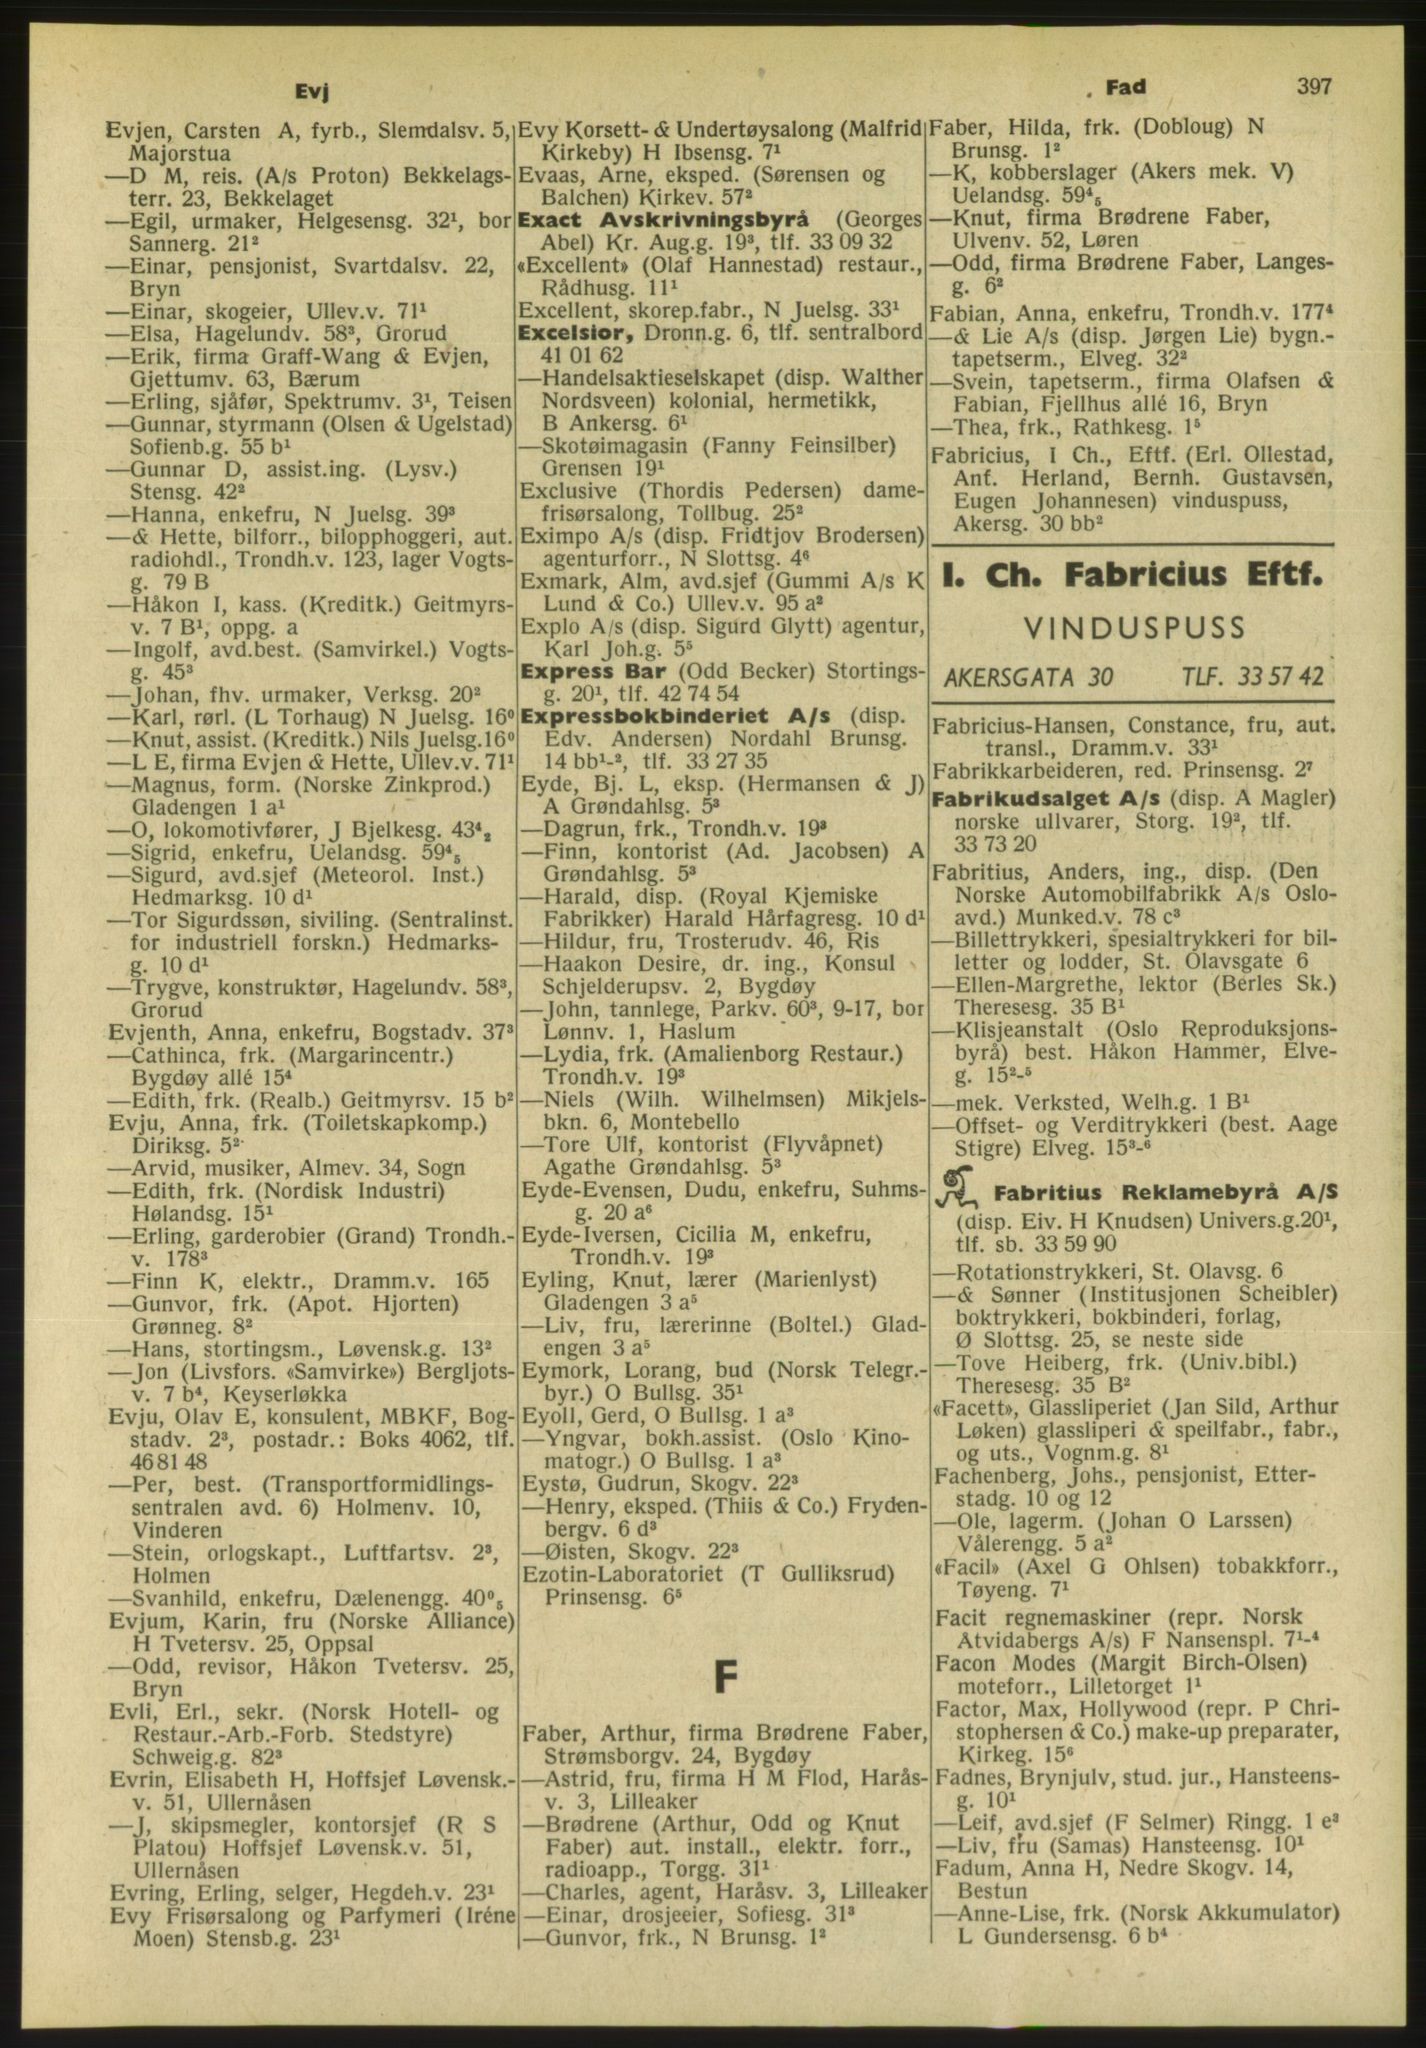 Evj
Fad
397
Evjen, Carsten A, fyrb., Slemdalsv. 5,
Majorstua
—D M, reis. (A/s Proton) Bekkelags-
terr. 23, Bekkelaget
—Egil, urmaker, Helgesensg. 32¹, bor
Sannerg. 21²
—Einar, pensjonist, Svartdalsv. 22,
Bryn
—Einar, skogeier, Ullev.v. 71¹
—Elsa, Hagelundv. 58³, Grorud
—Erik, firma Graff-Wang & Evjen,
Gjettumv. 63, Bærum
—Erling, sjåfør, Spektrumv. 3¹, Teisen
—Gunnar, styrmann (Olsen & Ugelstad)
Sofienb.g. 55 b¹
—Gunnar D, assist.ing. (Lysv.)
Stensg. 42²
—Hanna, enkefru, N Juelsg. 39³
—& Hette, bilforr., bilopphoggeri, aut.
radiohdl., Trondh.v. 123, lager Vogts-
g. 79 B
—Håkon I, kass. (Kreditk.) Geitmyrs-
v. 7 B¹, oppg. a
—Ingolf, avd.best. (Samvirkel.) Vogts-
g. 45³
—Johan, fhv. urmaker, Verksg. 20²
—Karl, rørl. (L Torhaug) N Juelsg. 16⁰
—Knut, assist. (Kreditk.) Nils Juelsg.16⁰
—L E, firma Evjen & Hette, Ullev.v. 71¹
—Magnus, form. (Norske Zinkprod.)
Gladengen 1 a¹
—O, lokomotivfører, J Bjelkesg. 43⁴₂
—Sigrid, enkefru, Uelandsg. 59⁴₅
—Sigurd, avd.sjef (Meteorol. Inst.)
Hedmarksg. 10 d¹
—Tor Sigurdssøn, siviling. (Sentralinst.
for industriell forskn.) Hedmarks-
g. 10 d¹
—Trygve, konstruktør, Hagelundv. 58³,
Grorud
Evjenth, Anna, enkefru, Bogstadv. 37³
—Cathinca, frk. (Margarincentr.)
Bygdøy allé 15⁴
—Edith, frk. (Realb.) Geitmyrsv. 15 b²
Evju, Anna, frk. (Toiletskapkomp.)
Diriksg. 5²
—Arvid, musiker, Almev. 34, Sogn
—Edith, frk. (Nordisk Industri)
Hølandsg. 15¹
—Erling, garderobier (Grand) Trondh.-
v. 178³
—Finn K, elektr., Dramm.v. 165
—Gunvor, frk. (Apot. Hjorten)
Grønneg. 8²
—Hans, stortingsm., Løvensk.g. 13²
—Jon (Livsfors. «Samvirke») Bergljots-
v. 7 b⁴, Keyserløkka
Evju, Olav E, konsulent, MBKF, Bog-
stadv. 2³, postadr.: Boks 4062, tlf.
46 81 48
—Per, best. (Transportformidlings-
sentralen avd. 6) Holmenv. 10,
Vinderen
—Stein, orlogskapt., Luftfartsv. 2³,
Holmen
—Svanhild, enkefru, Dælenengg. 40⁰₅
Evjum, Karin, fru (Norske Alliance)
H Tvetersv. 25, Oppsal
—Odd, revisor, Håkon Tvetersv. 25,
Bryn
Evli, Erl., sekr. (Norsk Hotell- og
Restaur.-Arb.-Forb. Stedstyre)
Schweig.g. 82³
Evrin, Elisabeth H, Hoffsjef Løvensk.-
v. 51, Ullernåsen
—J, skipsmegler, kontorsjef (R S
Platou) Hoffsjef Løvensk.v. 51,
Ullernåsen
Evring, Erling, selger, Hegdeh.v. 23¹
Evy Frisørsalong og Parfymeri (Iréne
Moen) Stensb.g. 23¹
Evy Korsett- & Undertøysalong (Malfrid
Kirkeby) H Ibsensg. 7¹
Evaas, Arne, eksped. (Sørensen og
Balchen) Kirkev. 57²
Exact Avskrivningsbyrå (Georges
Abel) Kr. Aug.g. 19³, tlf. 33 09 32
«Excellent» (Olaf Hannestad) restaur.,
Rådhusg. 11¹
Excellent, skorep.fabr., N Juelsg. 33¹
Excelsior, Dronn.g. 6, tlf. sentralbord
41 01 62
—Handelsaktieselskapet (disp. Walther
Nordsveen) kolonial, hermetikk,
B Ankersg. 6¹
—Skotøimagasin (Fanny Feinsilber)
Grensen 19¹
Exclusive (Thordis Pedersen) dame-
frisørsalong, Tollbug. 25²
Eximpo A/s (disp. Fridtjov Brodersen)
agenturforr., N Slottsg. 4⁶
Exmark, Alm, avd.sjef (Gummi A/s K
Lund & Co.) Ullev.v. 95 a²
Explo A/s (disp. Sigurd Glytt) agentur,
Karl Joh.g. 5⁵
Express Bar (Odd Becker) Stortings-
g. 20¹, tlf. 42 74 54
Expressbokbinderiet A/s (disp.
Edv. Andersen) Nordahl Brunsg.
14 bb¹-², tlf. 33 27 35
Eyde, Bj. L, eksp. (Hermansen & J)
A Grøndahlsg. 5³
—Dagrun, frk., Trondh.v. 19³
—Finn, kontorist (Ad. Jacobsen) A
Grøndahlsg. 5³
—Harald, disp. (Royal Kjemiske
Fabrikker) Harald Hårfagresg. 10 d¹
—Hildur, fru, Trosterudv. 46, Ris
—Haakon Desire, dr. ing., Konsul
Schjelderupsv. 2, Bygdøy
—John, tannlege, Parkv. 60³, 9-17, bor
Lønnv. 1, Haslum
—Lydia, frk. (Amalienborg Restaur.)
Trondh.v. 19³
—Niels (Wilh. Wilhelmsen) Mikjels-
bkn. 6, Montebello
—Tore Ulf, kontorist (Flyvåpnet)
Agathe Grøndahlsg. 5³
Eyde-Evensen, Dudu, enkefru, Suhms-
g. 20 a⁶
Eyde-Iversen, Cicilia M, enkefru,
Trondh.v. 19³
Eyling, Knut, lærer (Marienlyst)
Gladengen 3 a⁵
—Liv, fru, lærerinne (Boltel.) Glad-
engen 3 a⁵
Eymork, Lorang, bud (Norsk Telegr.-
byr.) O Bullsg. 35¹
Eyoll, Gerd, O Bullsg. 1 a³
—Yngvar, bokh.assist. (Oslo Kino-
matogr.) O Bullsg. 1 a³
Eystø, Gudrun, Skogv. 22³
—Henry, eksped. (Thiis & Co.) Fryden-
bergv. 6 d³
—Øisten, Skogv. 22³
Ezotin-Laboratoriet (T Gulliksrud)
Prinsensg. 6⁵
F
Faber, Arthur, firma Brødrene Faber,
Strømsborgv. 24, Bygdøy
—Astrid, fru, firma H M Flod, Harås-
v. 3, Lilleaker
—Brødrene (Arthur, Odd og Knut
Faber) aut. install., elektr. forr.,
radioapp., Torgg. 31¹
—Charles, agent, Haråsv. 3, Lilleaker
—Einar, drosjeeier, Sofiesg. 31³
—Gunvor, frk., N Brunsg. 1²
Faber, Hilda, frk. (Dobloug) N
Brunsg. 1²
—K, kobberslager (Akers mek. V)
Uelandsg. 59⁴₅
—Knut, firma Brødrene Faber,
Ulvenv. 52, Løren
—Odd, firma Brødrene Faber, Langes-
g. 6²
Fabian, Anna, enkefru, Trondh.v. 177⁴
—& Lie A/s (disp. Jørgen Lie) bygn.-
tapetserm., Elveg. 32²
—Svein, tapetserm., firma Olafsen &
Fabian, Fjellhus allé 16, Bryn
—Thea, frk., Rathkesg. 1⁵
Fabricius, I Ch., Eftf. (Erl. Ollestad,
Anf. Herland, Bernh. Gustavsen,
Eugen Johannesen) vinduspuss,
Akersg. 30 bb²
I. Ch. Fabricius Eftf.
VINDUSPUSS
AKERSGATA 30 TLF. 33 57 42
Fabricius-Hansen, Constance, fru, aut.
transl., Dramm.v. 33¹
Fabrikkarbeideren, red. Prinsensg. 2⁷
Fabrikudsalget A/s (disp. A Magler)
norske ullvarer, Storg. 19², tlf.
33 73 20
Fabritius, Anders, ing., disp. (Den
Norske Automobilfabrikk A/s Oslo-
avd.) Munked.v. 78 c³
—Billettrykkeri, spesialtrykkeri for bil-
letter og lodder, St. Olavsgate 6
—Ellen-Margrethe, lektor (Berles Sk.)
Theresesg. 35 B¹
—Klisjeanstalt (Oslo Reproduksjons-
byrå) best. Håkon Hammer, Elve-
g. 15²-⁵
—mek. Verksted, Welh.g. 1 B¹
—Offset- og Verditrykkeri (best. Aage
Stigre) Elveg. 15³-⁶
Fabritius Reklamebyrå A/S
(disp. Eiv. H Knudsen) Univers.g.20¹,
tlf. sb. 33 59 90
—Rotationstrykkeri, St. Olavsg. 6
—& Sønner (Institusjonen Scheibler)
boktrykkeri, bokbinderi, forlag,
Ø Slottsg. 25, se neste side
—Tove Heiberg, frk. (Univ.bibl.)
Theresesg. 35 B²
«Facett», Glassliperiet (Jan Sild, Arthur
Løken) glassliperi & speilfabr., fabr.,
og uts., Vognm.g. 8¹
Fachenberg, Johs., pensjonist, Etter-
stadg. 10 og 12
—Ole, lagerm. (Johan O Larssen)
Vålerengg. 5 a²
«Facil» (Axel G Ohlsen) tobakkforr.,
Tøyeng. 7¹
Facit regnemaskiner (repr. Norsk
Åtvidabergs A/s) F Nansenspl. 7¹-⁴
Facon Modes (Margit Birch-Olsen)
moteforr., Lilletorget 1¹
Factor, Max, Hollywood (repr. P Chri-
stophersen & Co.) make-up preparater,
Kirkeg. 15⁶
Fadnes, Brynjulv, stud. jur., Hansteens-
g. 10¹
—Leif, avd.sjef (F Selmer) Ringg. 1 e³
—Liv, fru (Samas) Hansteensg. 10¹
Fadum, Anna H, Nedre Skogv. 14,
Bestun
—Anne-Lise, frk. (Norsk Akkumulator)
L Gundersensg. 6 b⁴